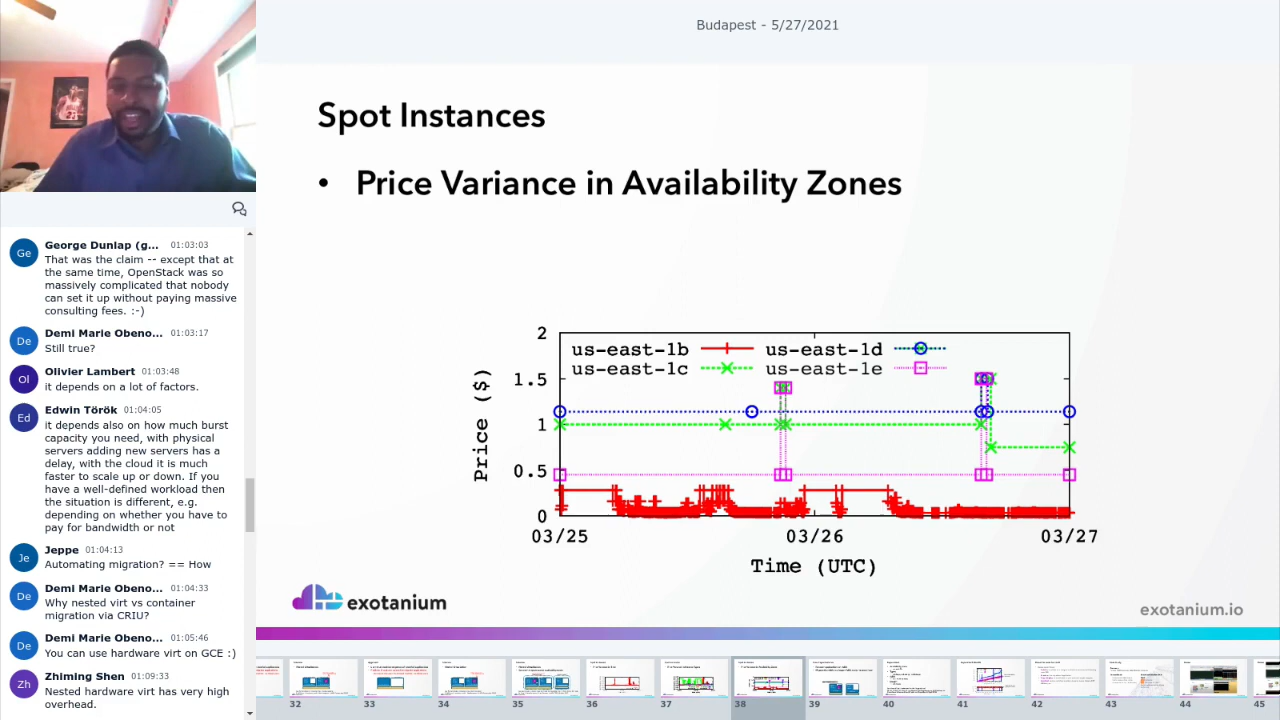 Budapest - 5/27/2021
Spot Instances
• Price Variance in Availability Zones
us-east-1b us-east-1d
us-east-1c us-east-1e
Price ($)
2
1.5
1
0.5
0
03/25 03/26 03/27
Time (UTC)
exotanium
exotanium.io
Ge
George Dunlap (g... 01:03:03
That was the claim -- except that at
the same time, OpenStack was so
massively complicated that nobody
can set it up without paying massive
consulting fees. :-)
De
Demi Marie Obeno... 01:03:17
Still true?
Ol
Olivier Lambert 01:03:48
it depends on a lot of factors.
Ed
Edwin Török 01:04:05
it depends also on how much burst
capacity you need, with physical
servers adding new servers has a
delay, with the cloud it is much
faster to scale up or down. If you
have a well-defined workload then
the situation is different, e.g.
depending on whether you have to
pay for bandwidth or not
Je
Jeppe 01:04:13
Automating migration? == How
De
Demi Marie Obeno... 01:04:33
Why nested virt vs container
migration via CRIU?
De
Demi Marie Obeno... 01:05:46
You can use hardware virt on GCE :)
Zh
Zhiming Shen 01:09:33
Nested hardware virt has very high
overhead.
32 33 34 35 36 37 38 39 40 41 42 43 44 45